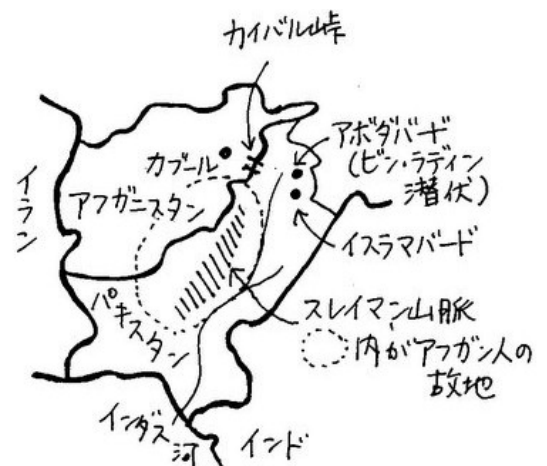 カイバル峠
カブール
アボダバード
(ビン・ラディン
潜伏)
イラン
アフガニスタン
イスラマバード
パキスタン
スレイマン山脈
内がアフガン人の
故地
インダス
河
インド